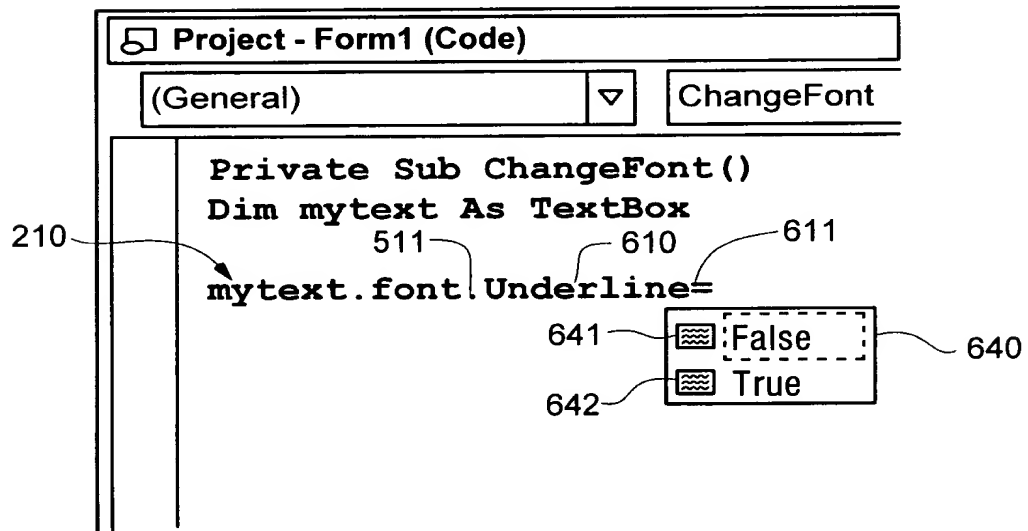 Project - Form1 (Code)
(General) ChangeFont
Private Sub ChangeFont()
Dim mytext As TextBox
210 511 610 611
mytext.font.Underline=
641 False 640
642 True